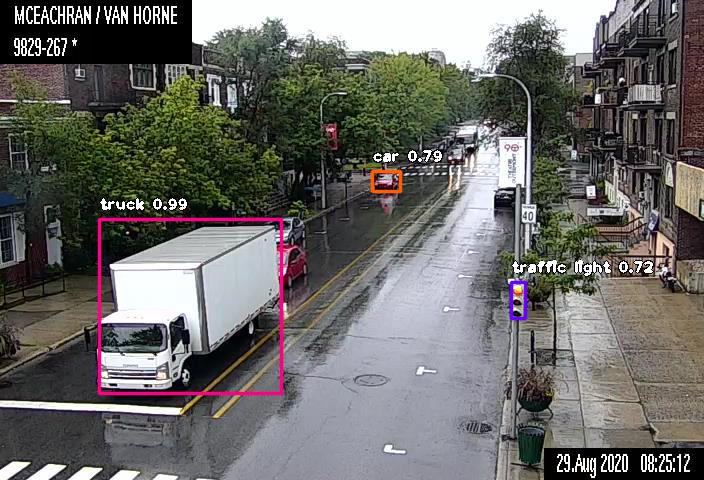 MCEACHRAN / VAN HORNE
9829-267 *
car 0.79
truck 0.99
40
traffic light 0.72
29.Aug 2020 08:25:12